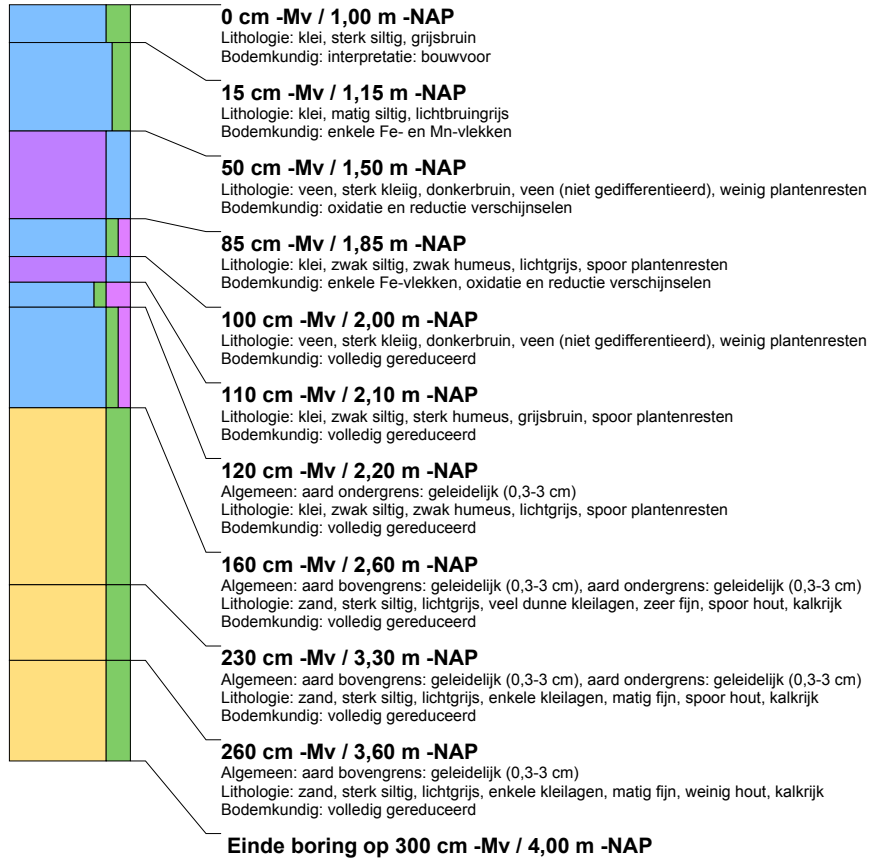 0 cm -Mv / 1,00 m -NAP
Lithologie: klei, sterk siltig, grijsbruin
Bodemkundig: interpretatie: bouwvoor
15 cm -Mv / 1,15 m -NAP
Lithologie: klei, matig siltig, lichtbruingrijs
Bodemkundig: enkele Fe- en Mn-vlekken
50 cm -Mv / 1,50 m -NAP
Lithologie: veen, sterk kleiig, donkerbruin, veen (niet gedifferentieerd), weinig plantenresten
Bodemkundig: oxidatie en reductie verschijnselen
85 cm -Mv / 1,85 m -NAP
Lithologie: klei, zwak siltig, zwak humeus, lichtgrijs, spoor plantenresten
Bodemkundig: enkele Fe-vlekken, oxidatie en reductie verschijnselen
100 cm -Mv / 2,00 m -NAP
Lithologie: veen, sterk kleiig, donkerbruin, veen (niet gedifferentieerd), weinig plantenresten
Bodemkundig: volledig gereduceerd
110 cm -Mv / 2,10 m -NAP
Lithologie: klei, zwak siltig, sterk humeus, grijsbruin, spoor plantenresten
Bodemkundig: volledig gereduceerd
120 cm -Mv / 2,20 m -NAP
Algemeen: aard ondergrens: geleidelijk (0,3-3 cm)
Lithologie: klei, zwak siltig, zwak humeus, lichtgrijs, spoor plantenresten
Bodemkundig: volledig gereduceerd
160 cm -Mv / 2,60 m -NAP
Algemeen: aard bovengrens: geleidelijk (0,3-3 cm), aard ondergrens: geleidelijk (0,3-3 cm)
Lithologie: zand, sterk siltig, lichtgrijs, veel dunne kleilagen, zeer fijn, spoor hout, kalkrijk
Bodemkundig: volledig gereduceerd
230 cm -Mv / 3,30 m -NAP
Algemeen: aard bovengrens: geleidelijk (0,3-3 cm), aard ondergrens: geleidelijk (0,3-3 cm)
Lithologie: zand, sterk siltig, lichtgrijs, enkele kleilagen, matig fijn, spoor hout, kalkrijk
Bodemkundig: volledig gereduceerd
260 cm -Mv / 3,60 m -NAP
Algemeen: aard bovengrens: geleidelijk (0,3-3 cm)
Lithologie: zand, sterk siltig, lichtgrijs, enkele kleilagen, matig fijn, weinig hout, kalkrijk
Bodemkundig: volledig gereduceerd
Einde boring op 300 cm -Mv / 4,00 m -NAP